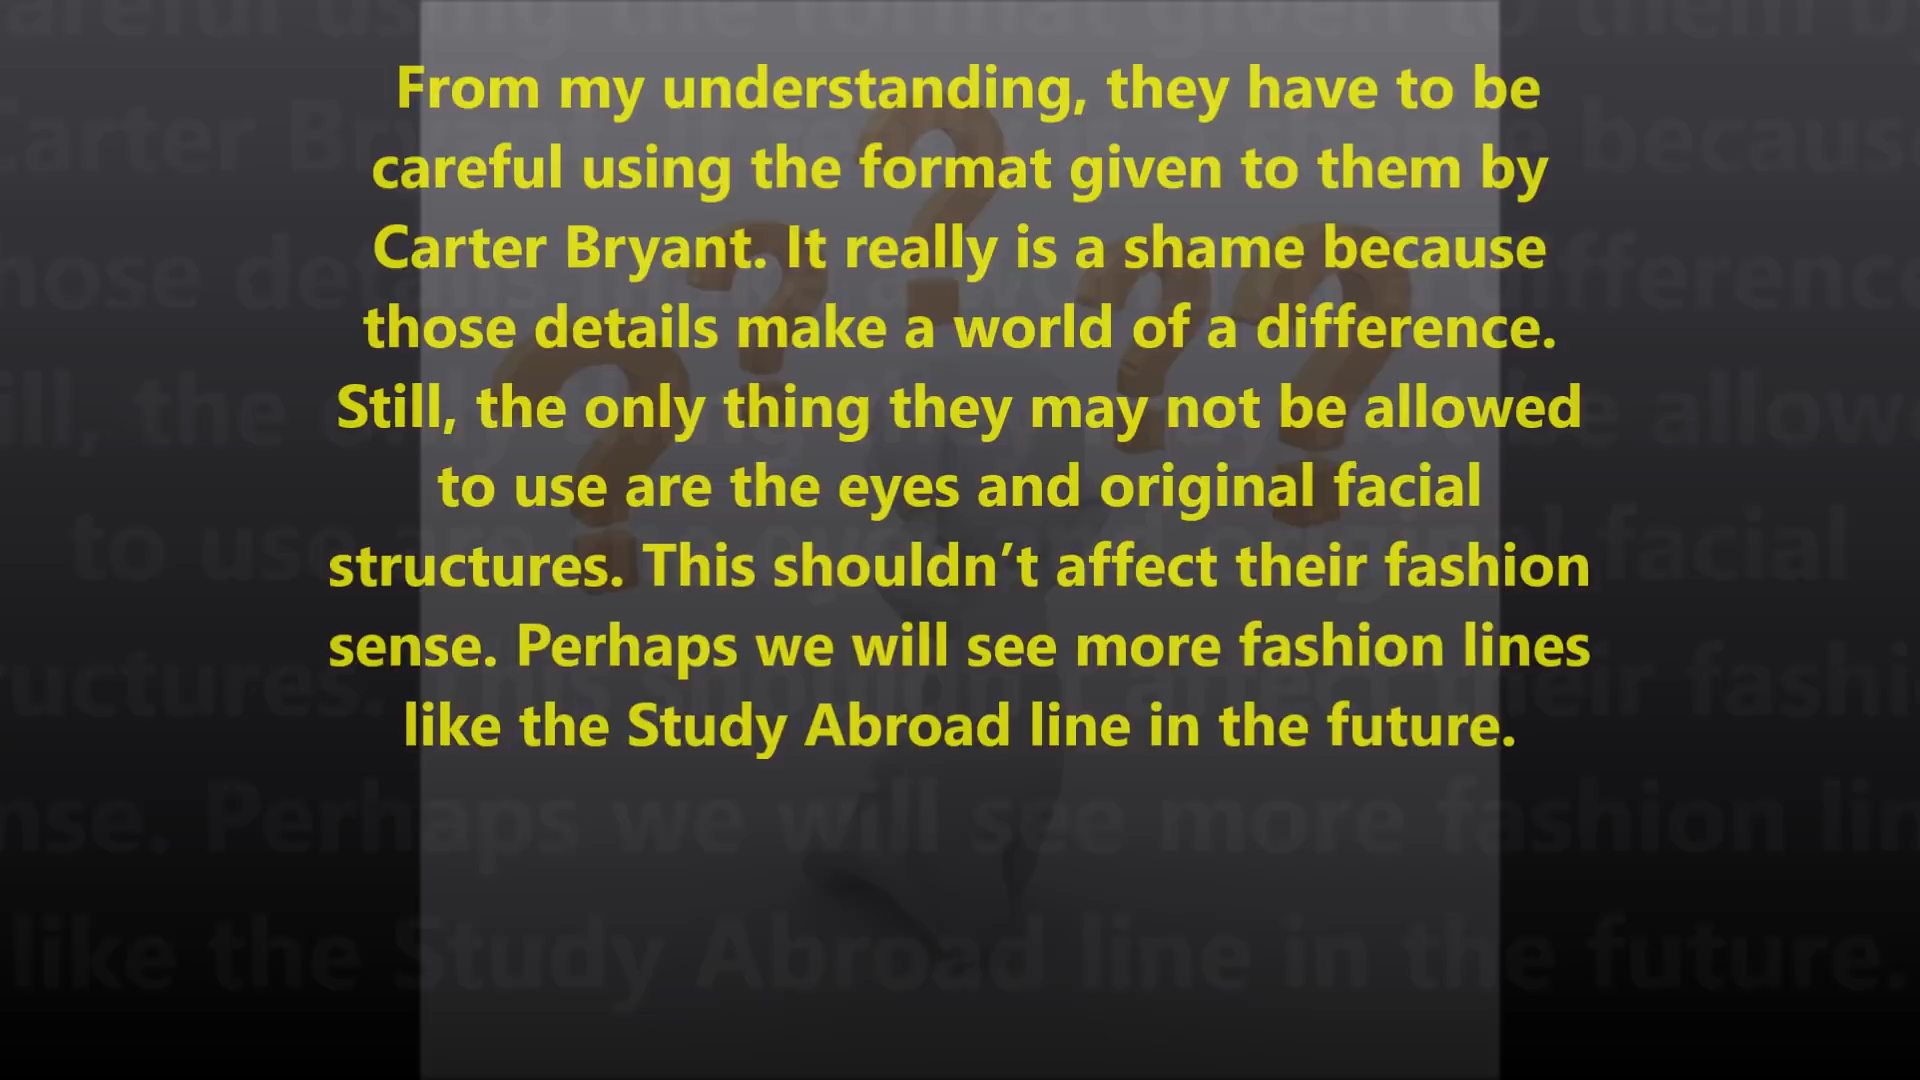 From my understanding, they have to be
careful using the format given to them by
Carter Bryant. It really is a shame because
those details make a world of a difference.
Still, the only thing they may not be allowed
to use are the eyes and original facial
structures. This shouldn’t affect their fashion
sense. Perhaps we will see more fashion lines
like the Study Abroad line in the future.